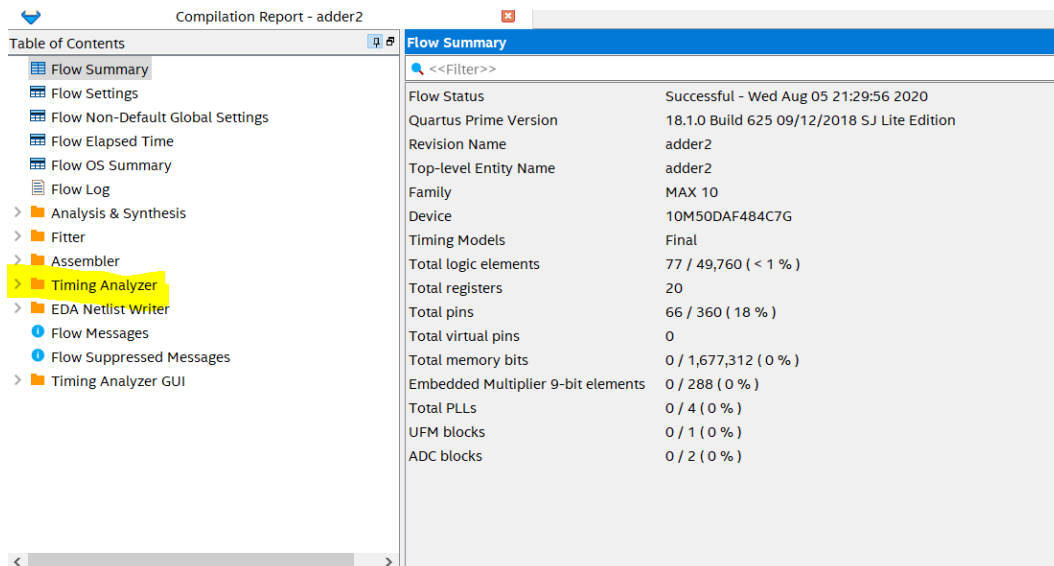 Compilation Report - adder2
Table of Contents
Flow Summary
Flow Settings
Flow Non-Default Global Settings
Flow Elapsed Time
Flow OS Summary
Flow Log
Analysis & Synthesis
Fitter
Assembler
Timing Analyzer
EDA Netlist Writer
Flow Messages
Flow Suppressed Messages
Timing Analyzer GUI
Flow Summary
<<Filter>>
Flow Status Successful - Wed Aug 05 21:29:56 2020
Quartus Prime Version 18.1.0 Build 625 09/12/2018 SJ Lite Edition
Revision Name adder2
Top-level Entity Name adder2
Family MAX 10
Device 10M50DAF484C7G
Timing Models Final
Total logic elements 77 / 49,760 ( < 1 % )
Total registers 20
Total pins 66 / 360 ( 18 % )
Total virtual pins 0
Total memory bits 0 / 1,677,312 ( 0 % )
Embedded Multiplier 9-bit elements 0 / 288 ( 0 % )
Total PLLs 0 / 4 ( 0 % )
UFM blocks 0 / 1 ( 0 % )
ADC blocks 0 / 2 ( 0 % )